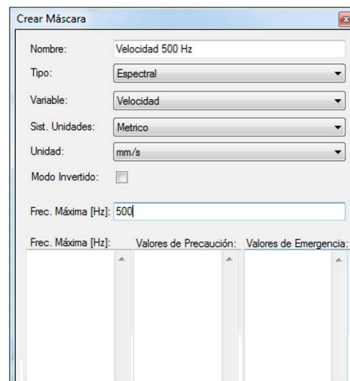 Crear Máscara
Nombre: Velocidad 500 Hz
Tipo: Espectral
Variable: Velocidad
Sist. Unidades: Metrico
Unidad: mm/s
Modo Invertido:
Frec. Máxima [Hz]: 500
Frec. Máxima [Hz]: Valores de Precaución: Valores de Emergencia: